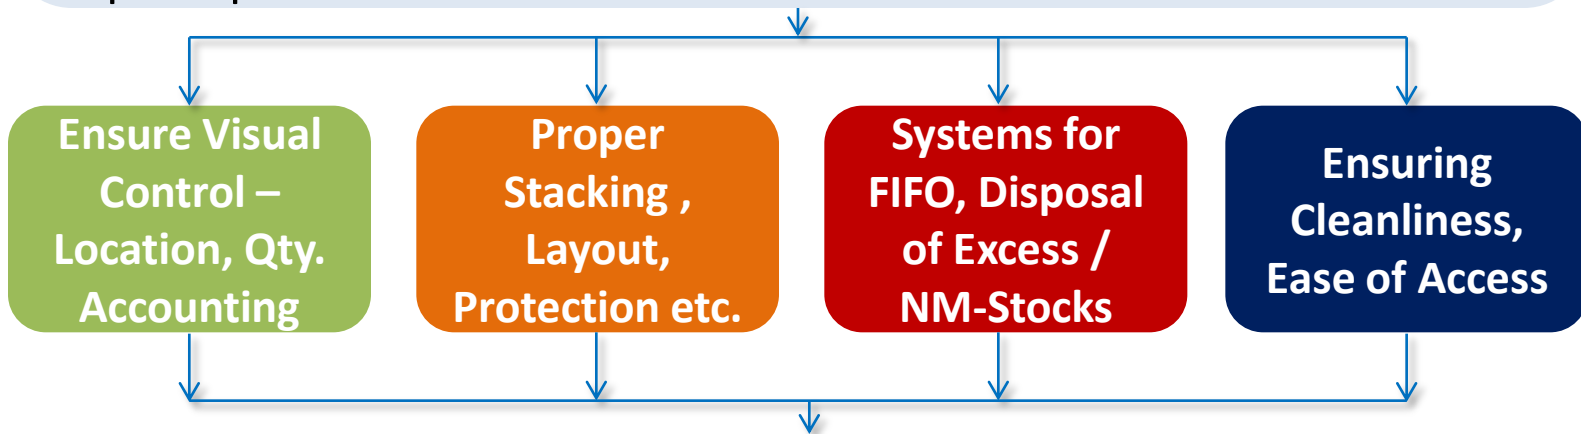 Ensure Visual
Control –
Location, Qty.
Accounting
Proper
Stacking ,
Layout,
Protection etc.
Systems for
FIFO, Disposal
of Excess /
NM-Stocks
Ensuring
Cleanliness,
Ease of Access